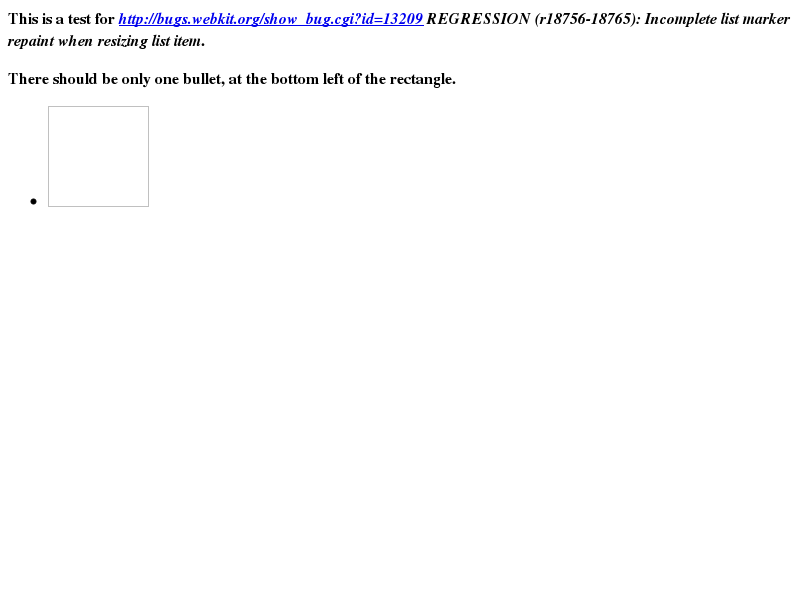 This is a test for http://bugs.webkit.org/show_bug.cgi?id=13209 REGRESSION (r18756-18765): Incomplete list marker
repaint when resizing list item.
There should be only one bullet, at the bottom left of the rectangle.